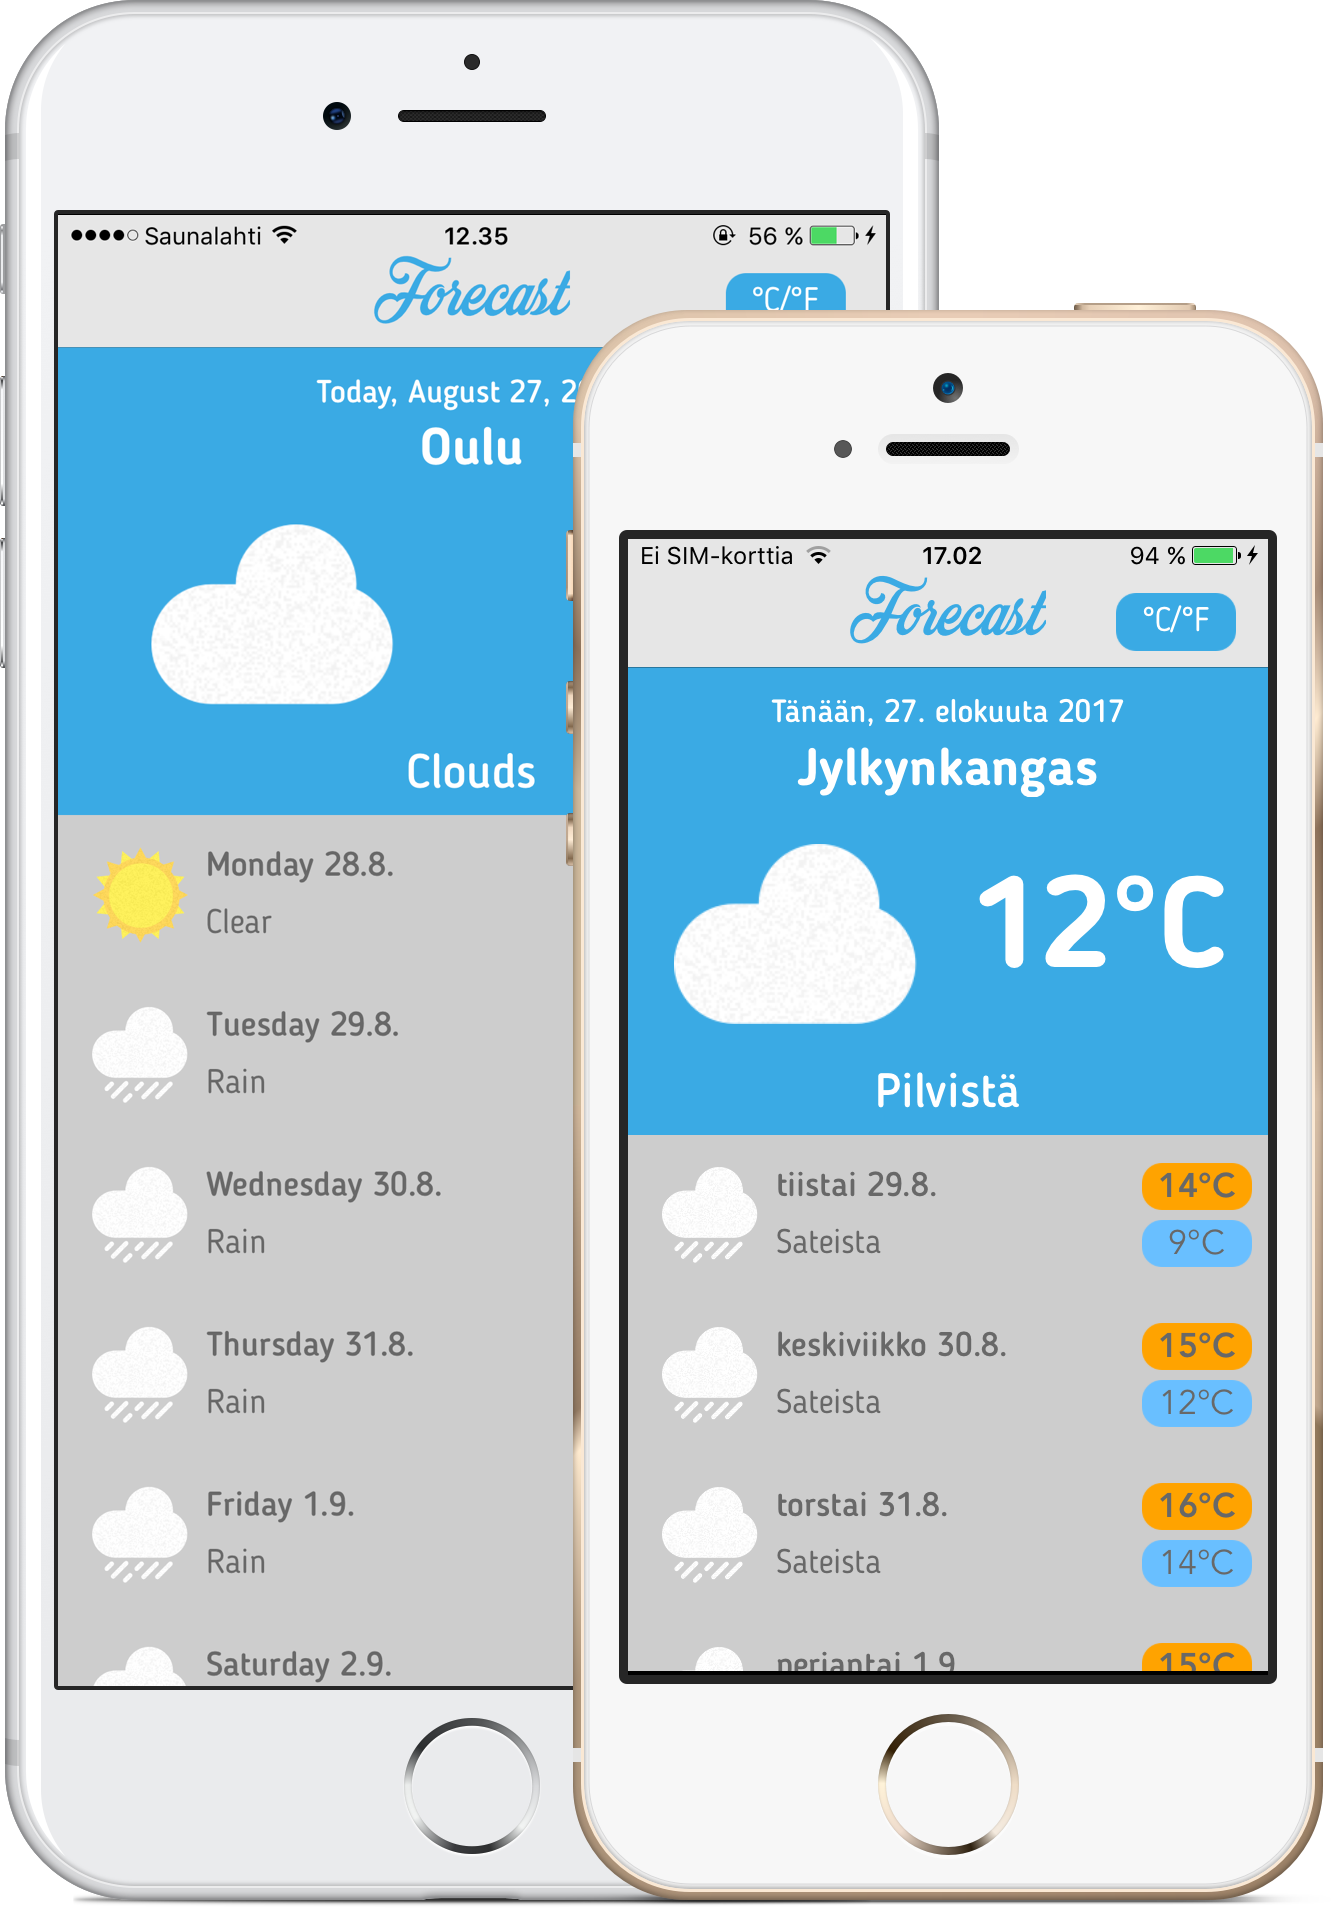 Saunalahti 12.35 56 %
Forecast
°C/°F
Today, August 27,
Oulu
Clouds
Monday 28.8.
Clear
Tuesday 29.8.
Rain
Wednesday 30.8.
Rain
Thursday 31.8.
Rain
Friday 1.9.
Rain
Saturday 2.9.
Ei SIM-korttia 17.02 94 %
Forecast
°C/°F
Tänään, 27. elokuuta 2017
Jylkynkangas
12°C
Pilvistä
tiistai 29.8.
14°C
Sateista
9°C
keskiviikko 30.8.
15°C
Sateista
12°C
torstai 31.8.
16°C
Sateista
14°C
perjantai 1.9
15°C